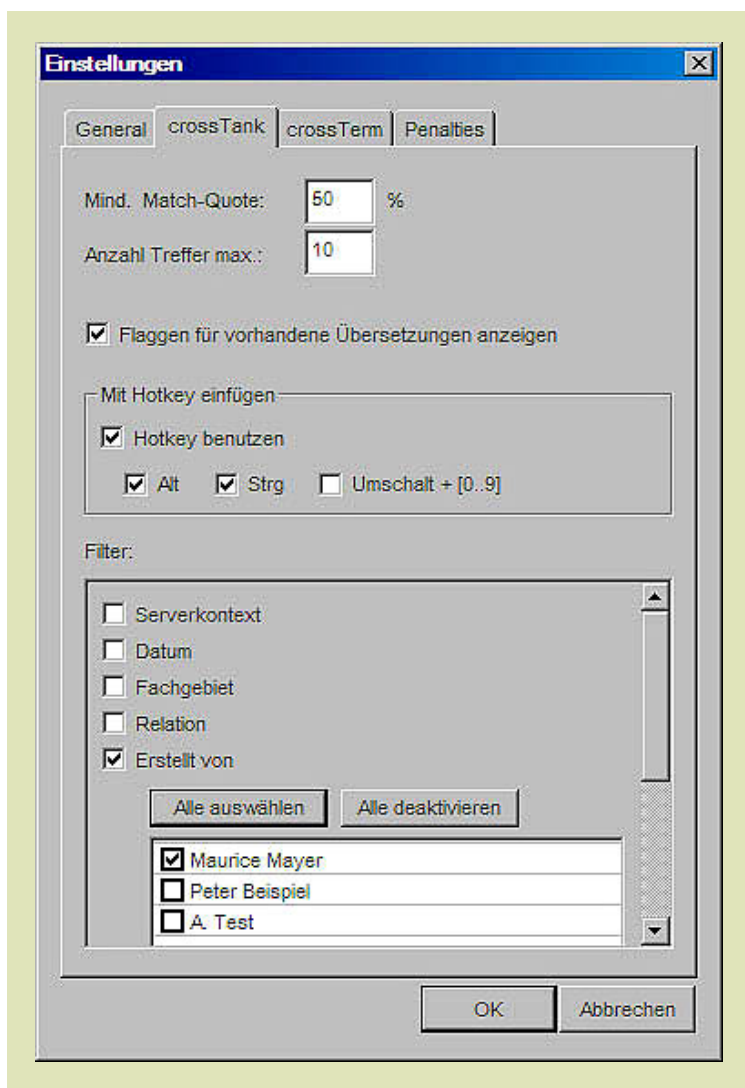 Einstellungen
General crossTank crossTerm Penalties
Mind. Match-Quote: 50 %
Anzahl Treffer max.: 10
Flaggen für vorhandene Übersetzungen anzeigen
Mit Hotkey einfügen
Hotkey benutzen
Alt Strg Umschalt + [0..9]
Filter:
Serverkontext
Datum
Fachgebiet
Relation
Erstellt von
Alle auswählen Alle deaktivieren
Maurice Mayer
Peter Beispiel
A. Test
OK Abbrechen